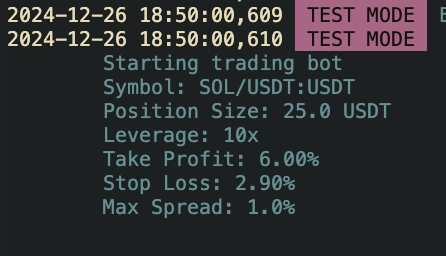 2024-12-26 18:50:00,609 TEST MODE
2024-12-26 18:50:00,610 TEST MODE
Starting trading bot
Symbol: SOL/USDT:USDT
Position Size: 25.0 USDT
Leverage: 10x
Take Profit: 6.00%
Stop Loss: 2.90%
Max Spread: 1.0%